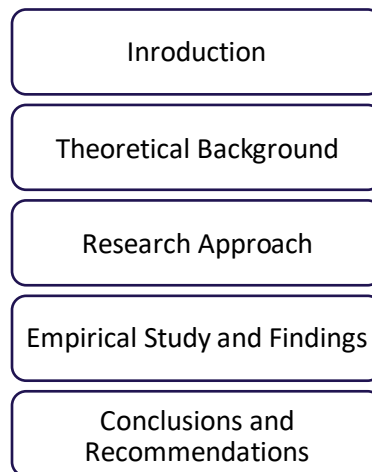 Inroduction
Theoretical Background
Research Approach
Empirical Study and Findings
Conclusions and
Recommendations